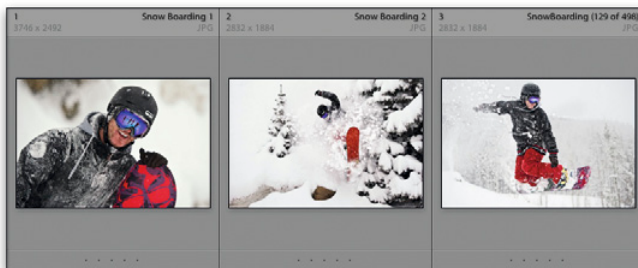 1 Snow Boarding 1
3746 x 2492 JPG
2 Snow Boarding 2
2832 x 1884 JPG
3 SnowBoarding (129 of 498)
2832 x 1884 JPG